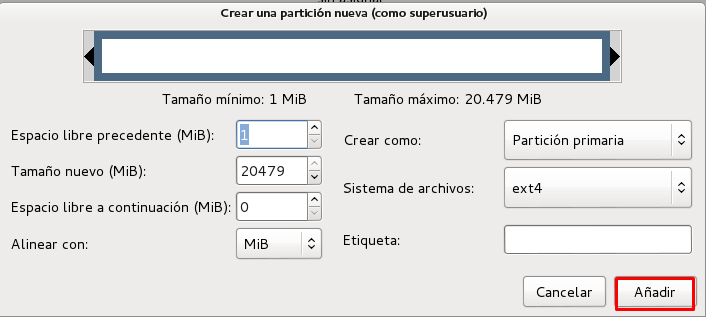 Crear una partición nueva (como superusuario)
Tamaño mínimo: 1 MiB Tamaño máximo: 20.479 MiB
Espacio libre precedente (MiB): 1 Crear como: Partición primaria
Tamaño nuevo (MiB): 20479 Sistema de archivos: ext4
Espacio libre a continuación (MiB): 0
Alinear con: MiB Etiqueta:
Cancelar Añadir